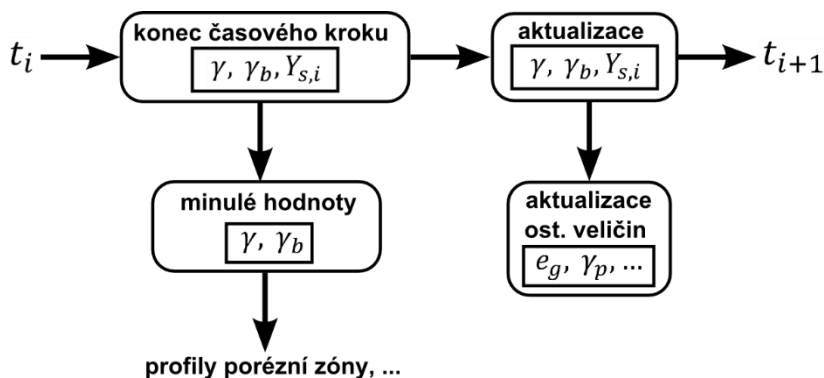 t_i
konec časového kroku
γ, γ_b, Y_{s,i}
aktualizace
γ, γ_b, Y_{s,i}
t_{i+1}
minulé hodnoty
γ, γ_b
aktualizace
ost. veličin
e_g, γ_p, ...
profily porézní zóny, ...